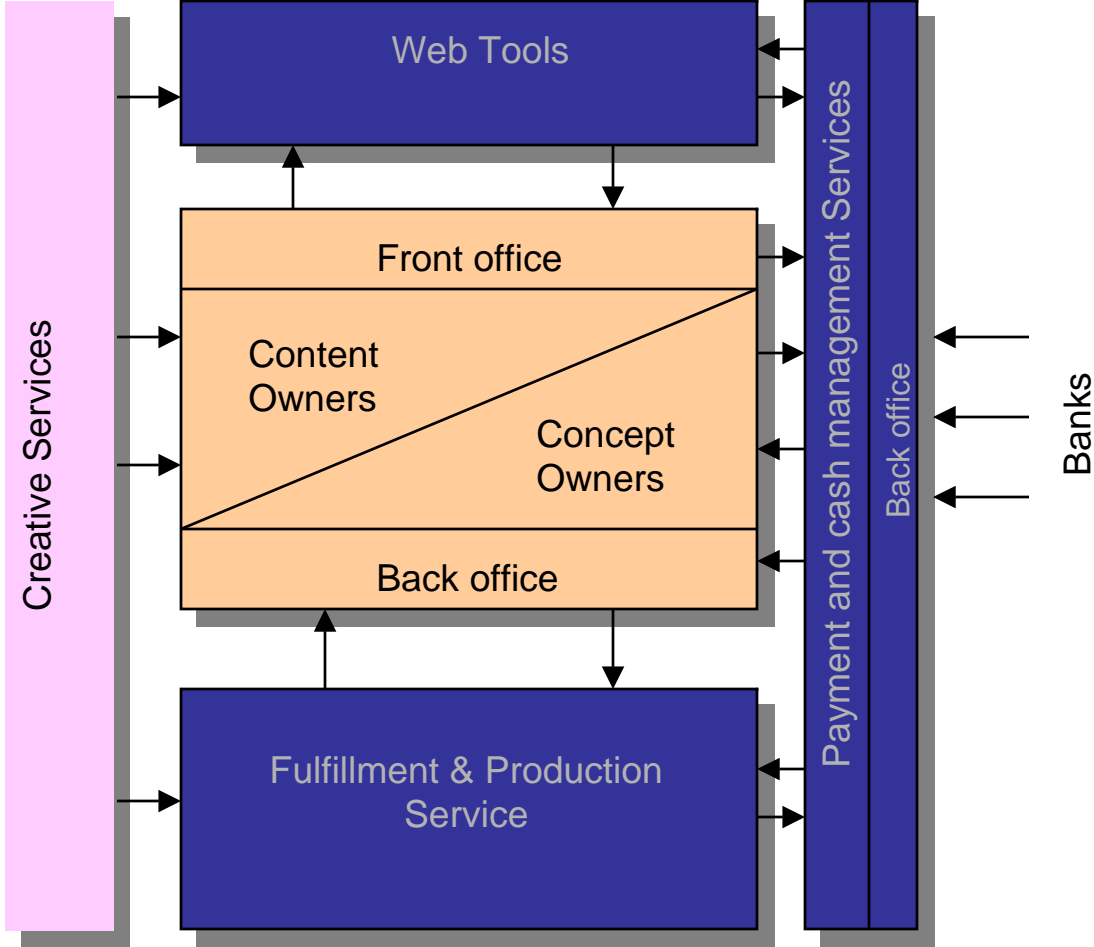 Web Tools
Front office
Content
Owners
Concept
Owners
Back office
Fulfillment & Production
Service
Creative Services
Payment and cash management Services
Back office
Banks